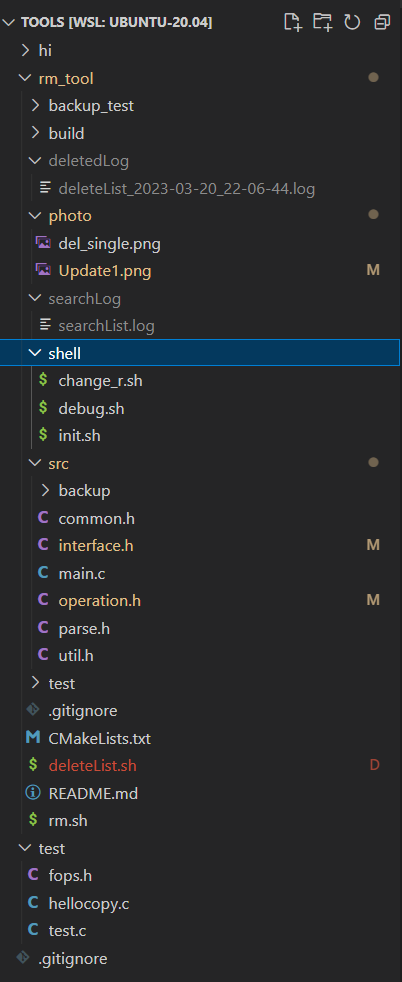 TOOLS [WSL: UBUNTU-20.04]
hi
rm_tool
backup_test
build
deletedLog
deleteList_2023-03-20_22-06-44.log
photo
del_single.png
Update1.png M
searchLog
searchList.log
shell
$ change_r.sh
$ debug.sh
$ init.sh
src
backup
C common.h
C interface.h M
C main.c
C operation.h M
C parse.h
C util.h
test
.gitignore
M CMakeLists.txt
$ deleteList.sh D
README.md
$ rm.sh
test
C fops.h
C hellocopy.c
C test.c
.gitignore